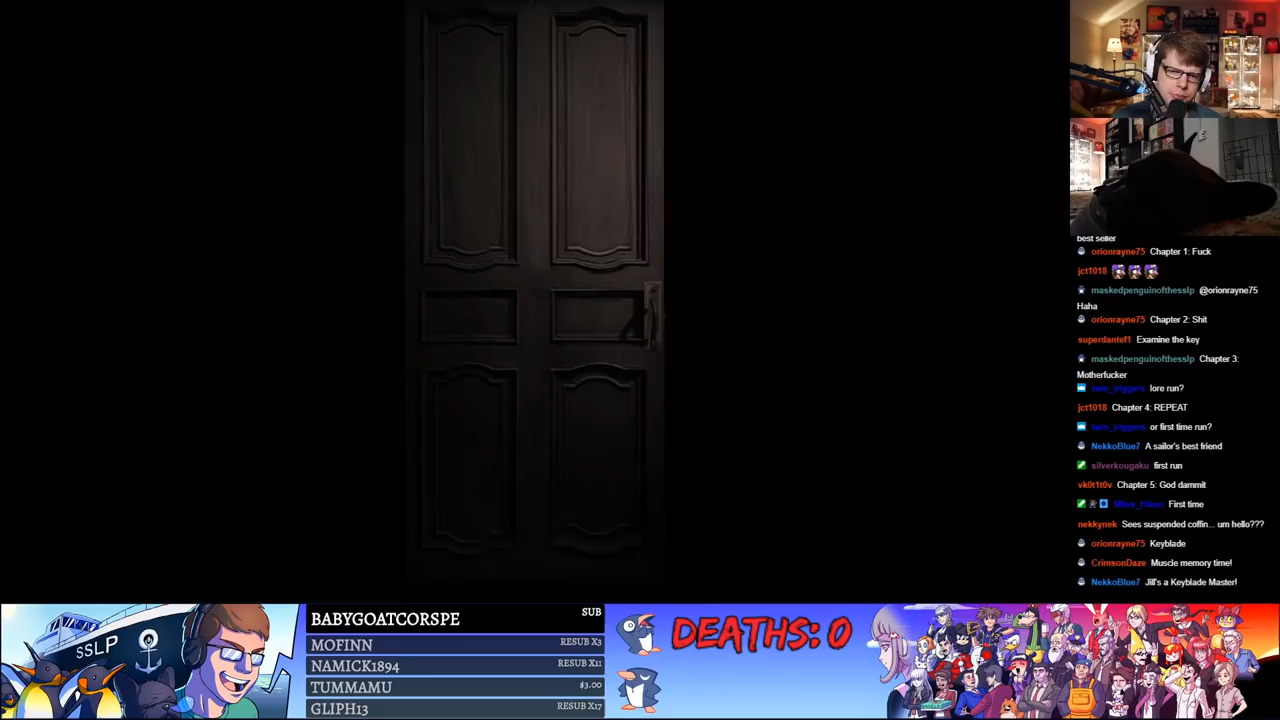 best seller
orionrayne75 Chapter 1: Fuck
jct1018
maskedpenguinofthesslp @orionrayne75
Haha
orionrayne75 Chapter 2: Shit
superdantef1 Examine the key
maskedpenguinofthesslp Chapter 3:
Motherfucker
twin_triggers lore run?
jct1018 Chapter 4: REPEAT
twin_triggers or first time run?
NekkoBlue7 A sailor's best friend
silverkougaku first run
vk0t1t0v Chapter 5: God dammit
First time
nekkynek Sees suspended coffin... um hello???
orionrayne75 Keyblade
CrimsonDaze Muscle memory time!
NekkoBlue7 Jill's a Keyblade Master!
SSLP
BABYGOATCORSPE SUB
MOFINN RESUB X3
NAMICK1894 RESUB X11
TUMMAMU $3.00
GLIPH13 RESUB X17
DEATHS: 0